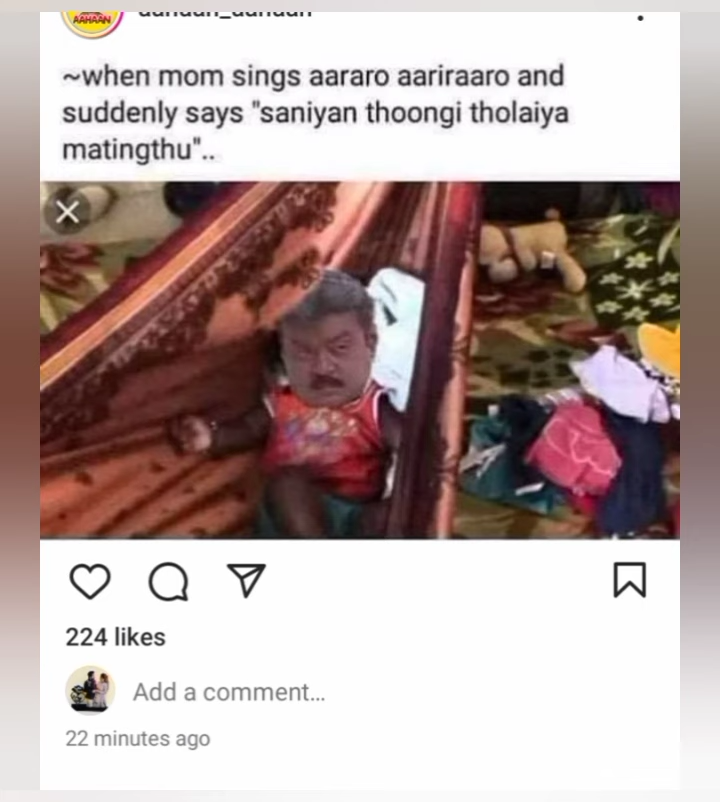 AAHAAN
~when mom sings aararo aariraaro and
suddenly says "saniyan thoongi tholaiya
matingthu"..
224 likes
Add a comment...
22 minutes ago